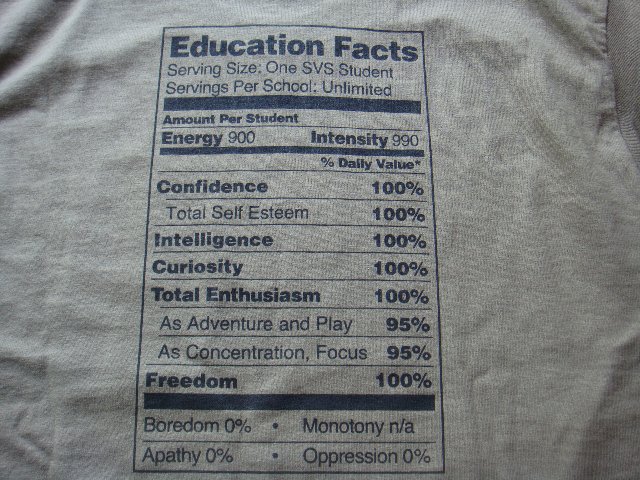 Education Facts
Serving Size: One SVS Student
Servings Per School: Unlimited
Amount Per Student
Energy 900 Intensity 990
% Daily Value*
Confidence 100%
Total Self Esteem 100%
Intelligence 100%
Curiosity 100%
Total Enthusiasm 100%
As Adventure and Play 95%
As Concentration, Focus 95%
Freedom 100%
Boredom 0% • Monotony n/a
Apathy 0% • Oppression 0%